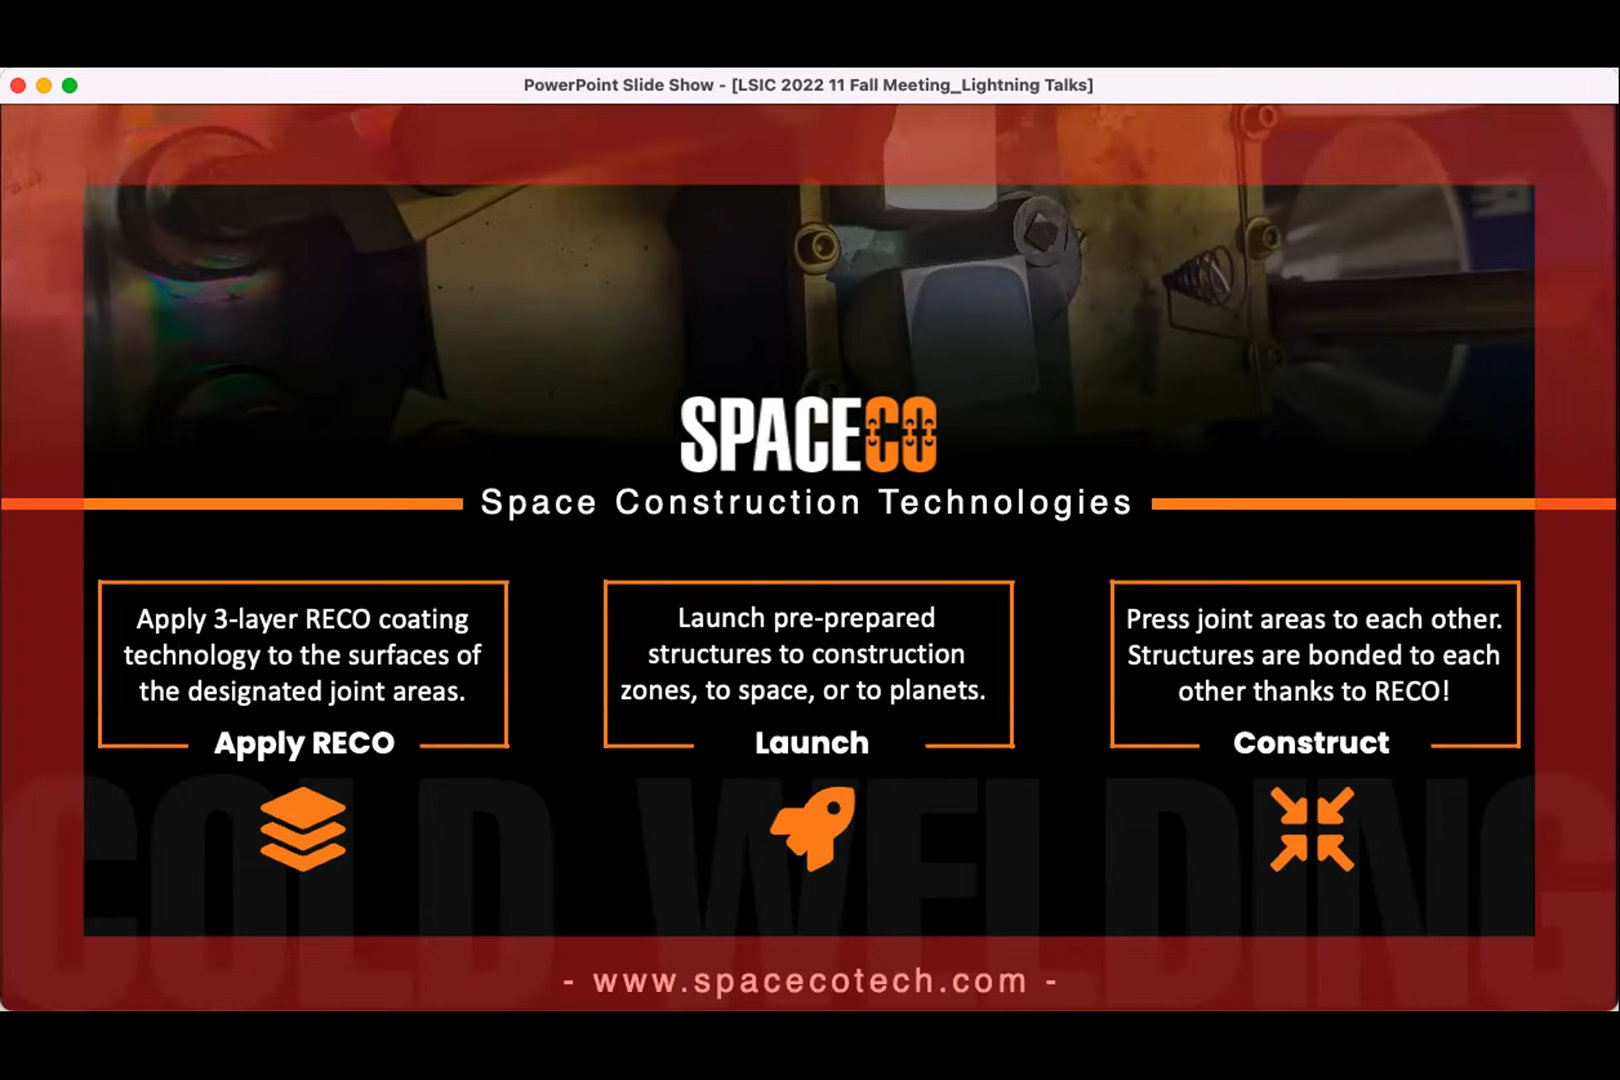 PowerPoint Slide Show - [LSIC 2022 11 Fall Meeting_Lightning Talks]
SPACECO
Space Construction Technologies
Apply 3-layer RECO coating
technology to the surfaces of
the designated joint areas.
Apply RECO
Launch pre-prepared
structures to construction
zones, to space, or to planets.
Launch
Press joint areas to each other.
Structures are bonded to each
other thanks to RECO!
Construct
COLD WELDING
- www.spacecotech.com -